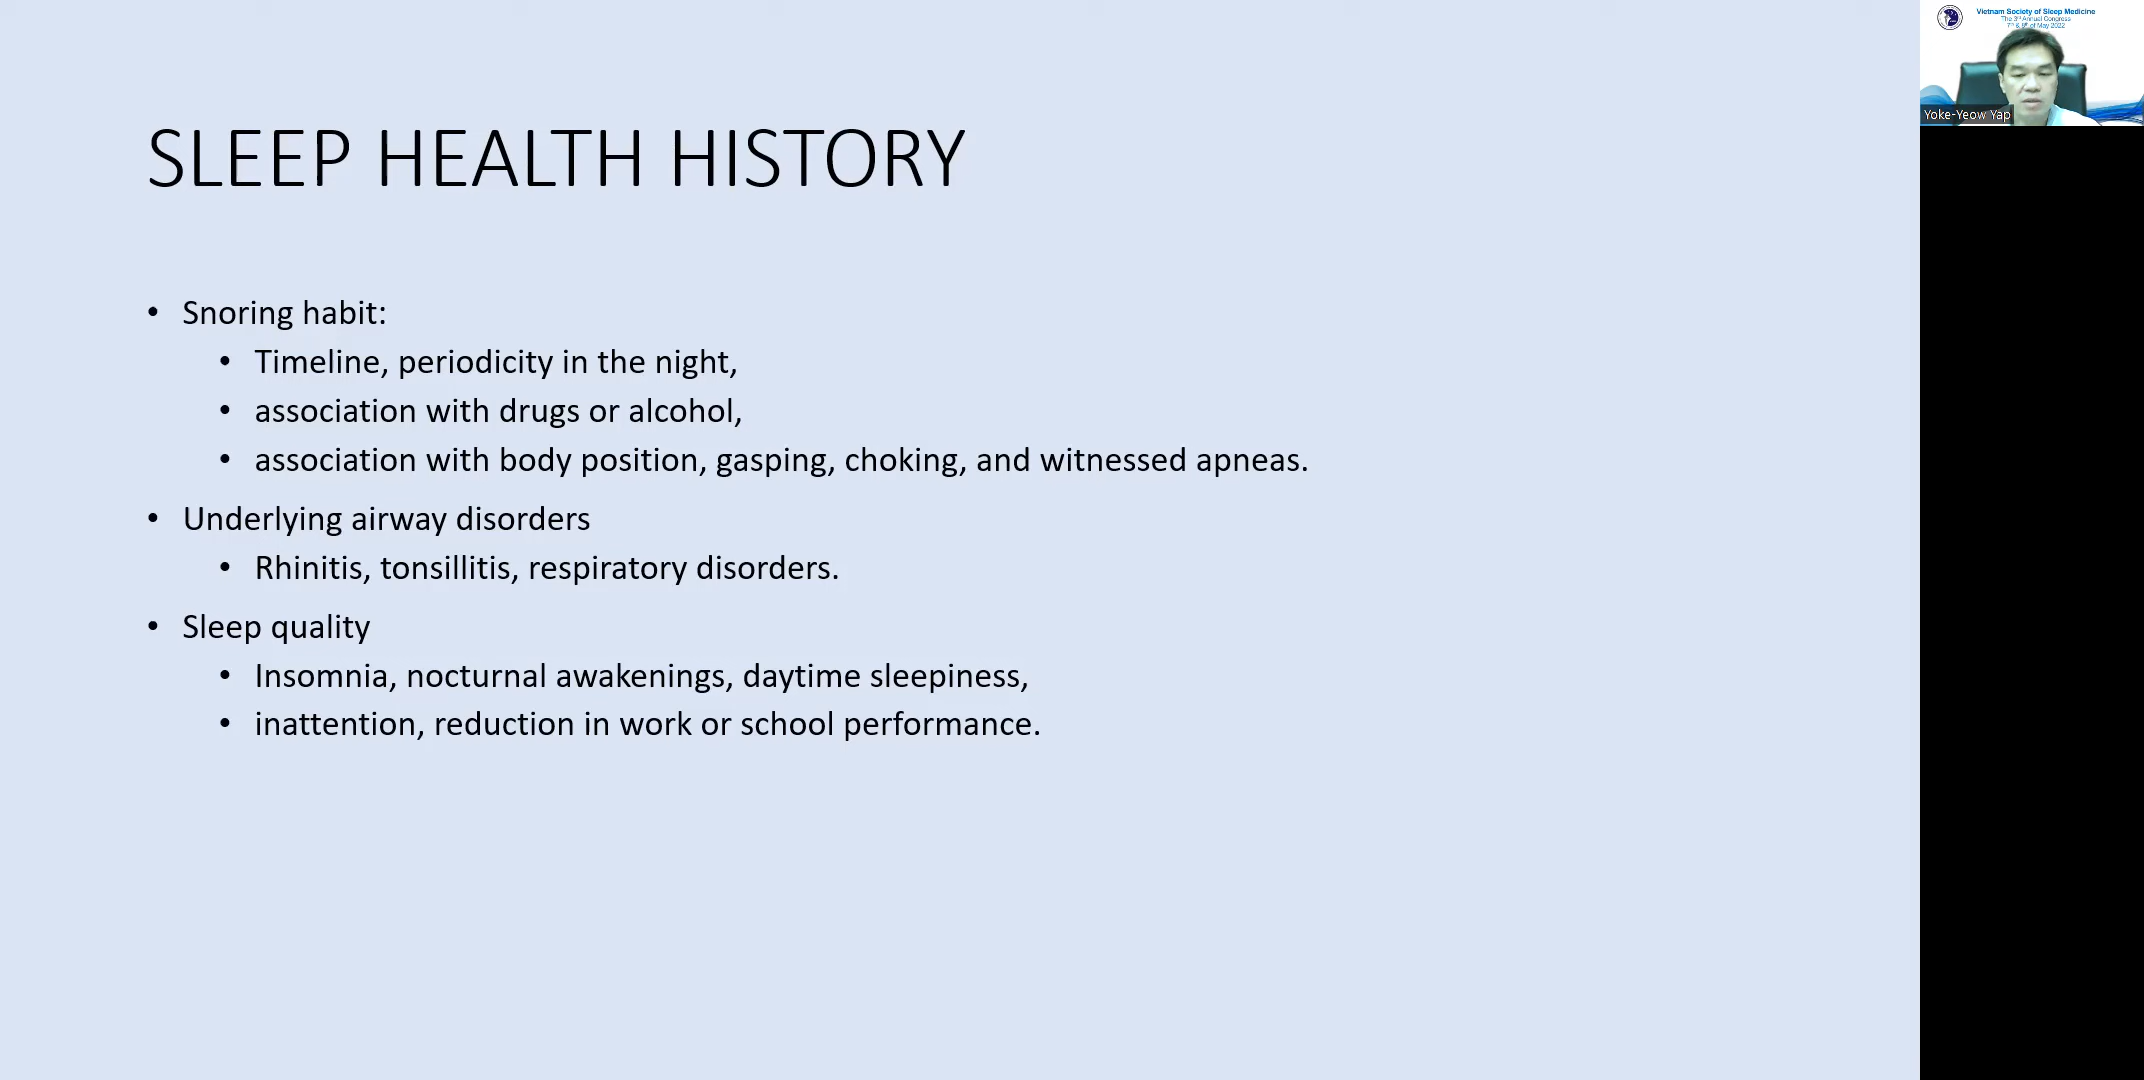 SLEEP HEALTH HISTORY
• Snoring habit:
• Timeline, periodicity in the night,
• association with drugs or alcohol,
• association with body position, gasping, choking, and witnessed apneas.
• Underlying airway disorders
• Rhinitis, tonsillitis, respiratory disorders.
• Sleep quality
• Insomnia, nocturnal awakenings, daytime sleepiness,
• inattention, reduction in work or school performance.
Vietnam Society of Sleep Medicine
The 3rd Annual Congress
7th & 8th of May 2022
Yoke-Yeow Yap